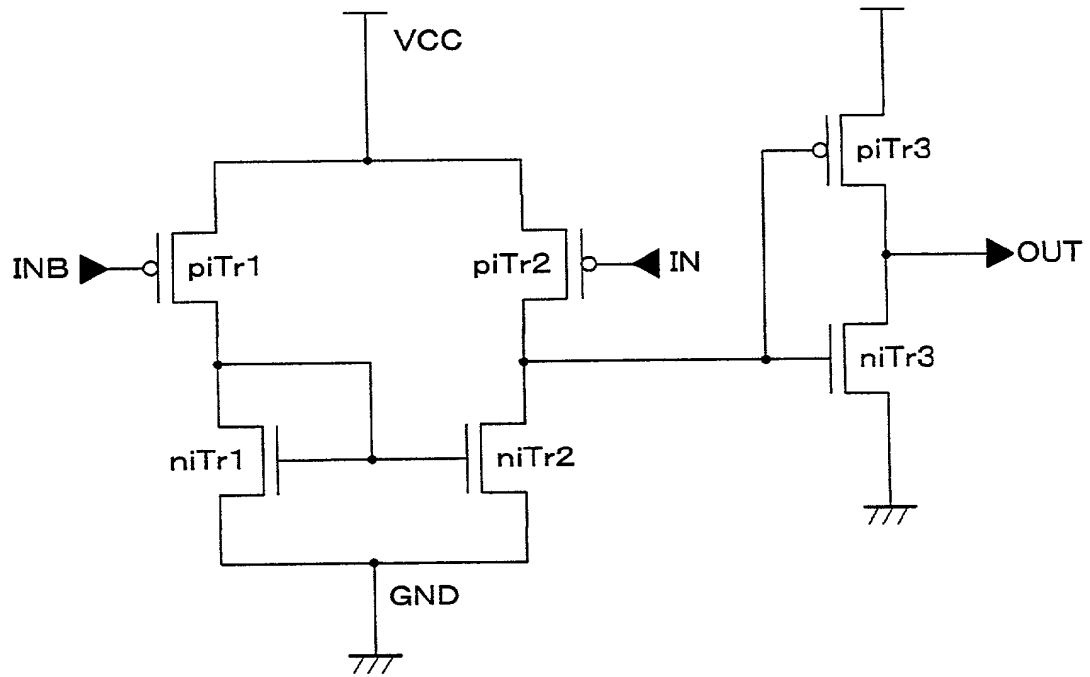 VCC
piTr3
INB
piTr1
piTr2
IN
OUT
niTr3
niTr1
niTr2
GND